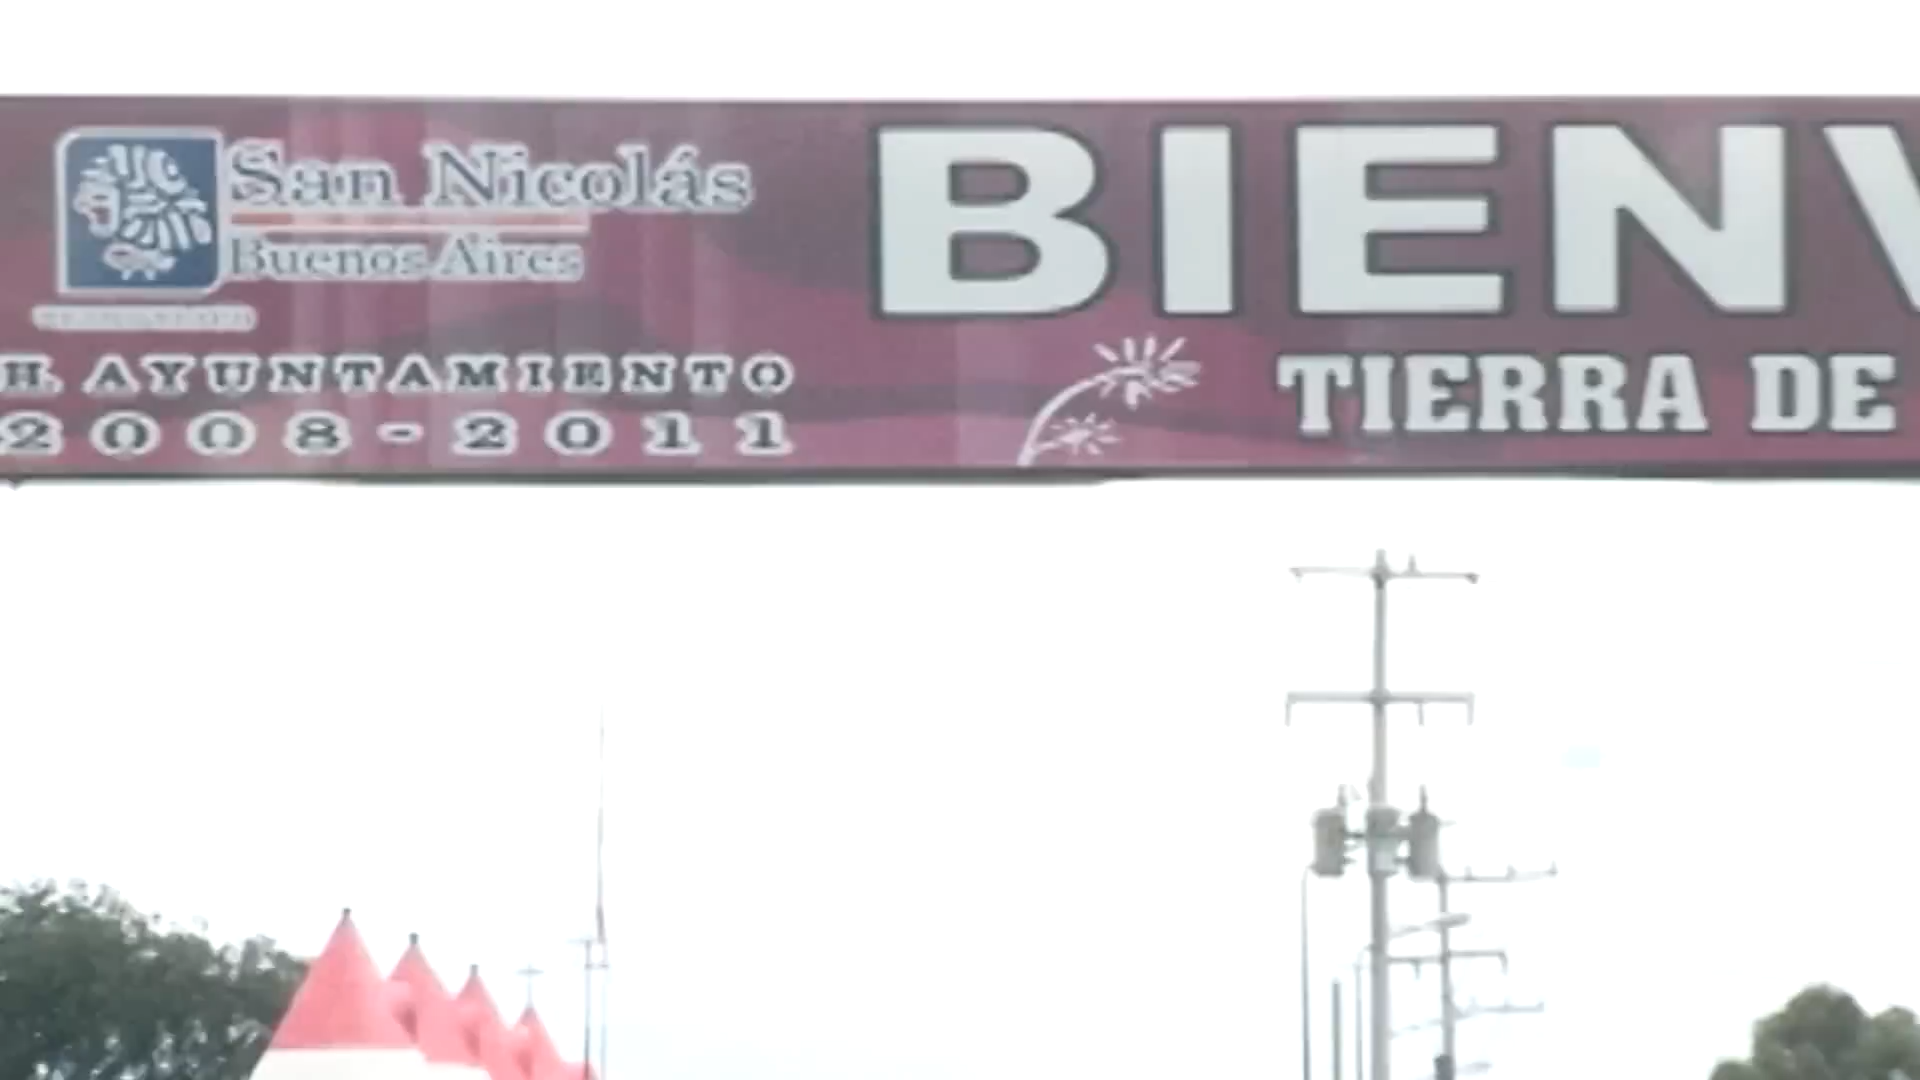 San Nicolás
Buenos Aires
H. AYUNTAMIENTO
2008-2011
BIENV
TIERRA DE